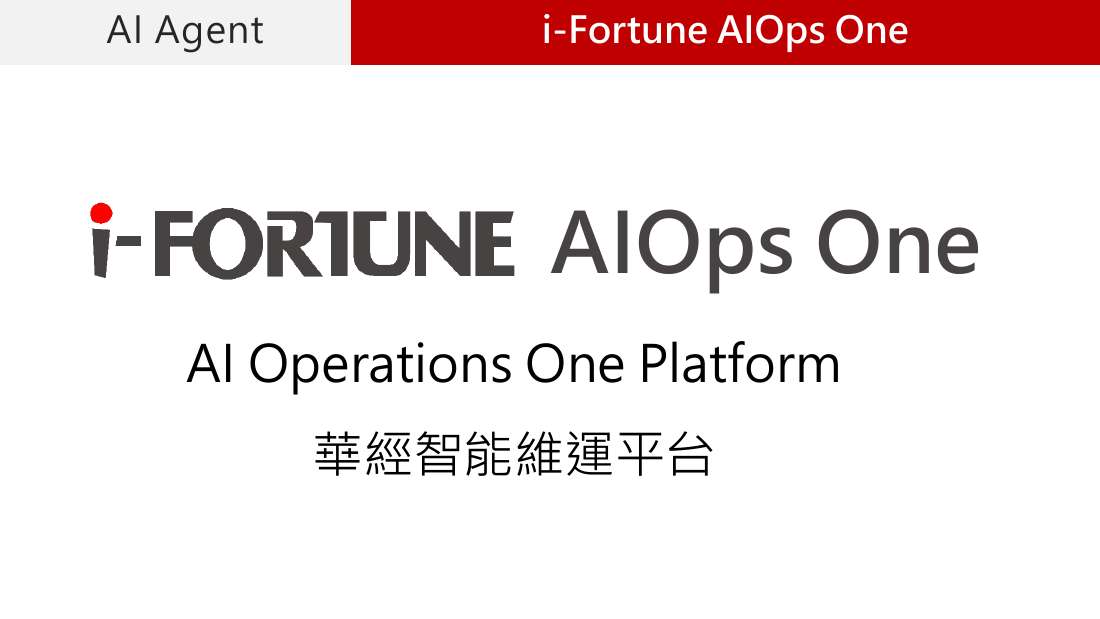 AI Agent
i-Fortune AIOps One
i-FORTUNE AIOps One
AI Operations One Platform
華經智能維運平台